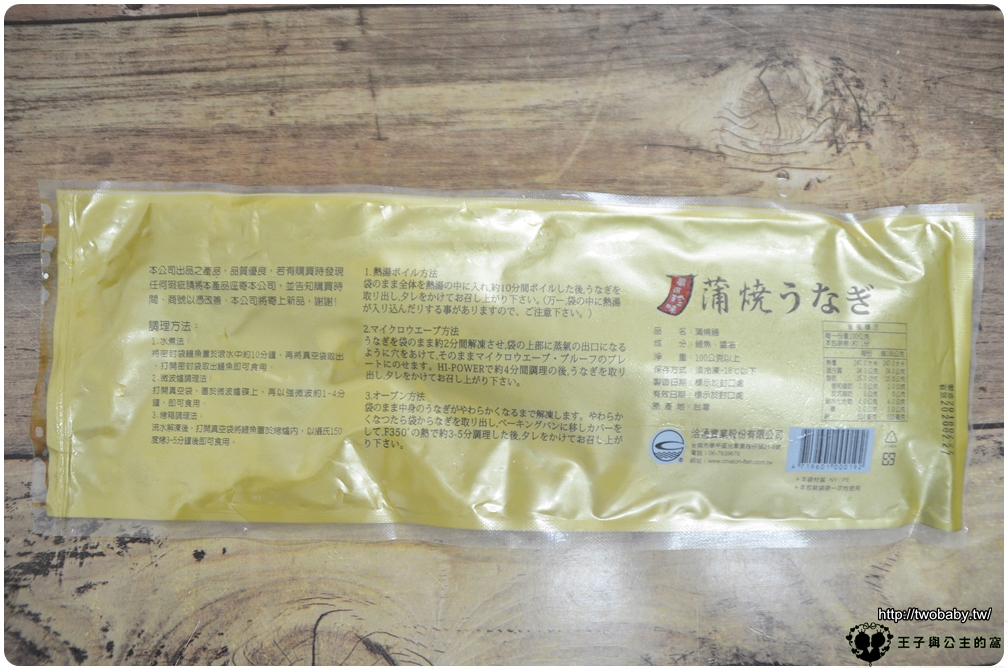 本公司出品之產品，品質優良，若有購買時發現
任何瑕疵請將本產品逕寄本公司，並告知購買時
間、商號以憑改善，本公司將寄上新品，謝謝!
調理方法：
1.水煮法：
將密封袋鰻魚置於滾水中約10分鐘，再將真空袋取出
，打開密封袋取出鰻魚即可食用。
2.微波爐調理法：
打開真空袋，置於微波爐碟上，再以強微波約1-4分
鐘，即可食用。
3.烤箱調理法：
流水解凍後，打開真空袋將鰻魚置於烤爐內，以攝氏150
度烤3-5分鐘後即可食用。
1.熱湯ボイル方法
袋のまま全体を熱湯の中に入れ,約10分間ボイルした後,うなぎを
取り出し,タレをかけてお召し上がり下さい。(万一,袋の中に熱湯
が入り込んだりする事がありますので、ご注意下さい。)
2.マイクロウエーブ方法
うなぎを袋のまま約2分間解凍させ,袋の上部に蒸氣の出口になる
ように穴をあけて,そのままマイクロウエーブ・プルーフのプレ
ートにのせます。HI-POWERで約4分間調理の後,うなぎを取り
出し,タレをかけてお召し上がり下さい。
3.オーブン方法
袋のまま中身のうなぎがやわらかくなるまで解凍します。やわらか
くなつたら袋からうなぎを取り出し,ベーキングパンに移しカバーを
して,F350°の熱で約3-5分調理した後,タレをかけてお召し上が
り下さい。
蒲焼うなぎ
品名：蒲燒鰻
成分：鰻魚、醬油
淨重：100公克以上
保存方式：須冷凍-18℃以下
製造日期：標示於封口處
有效日期：標示於封口處
原產地：台灣
洽通實業股份有限公司
電話：06-7939678
4 718601 000192
http://twobaby.tw/
王子與公主的窩